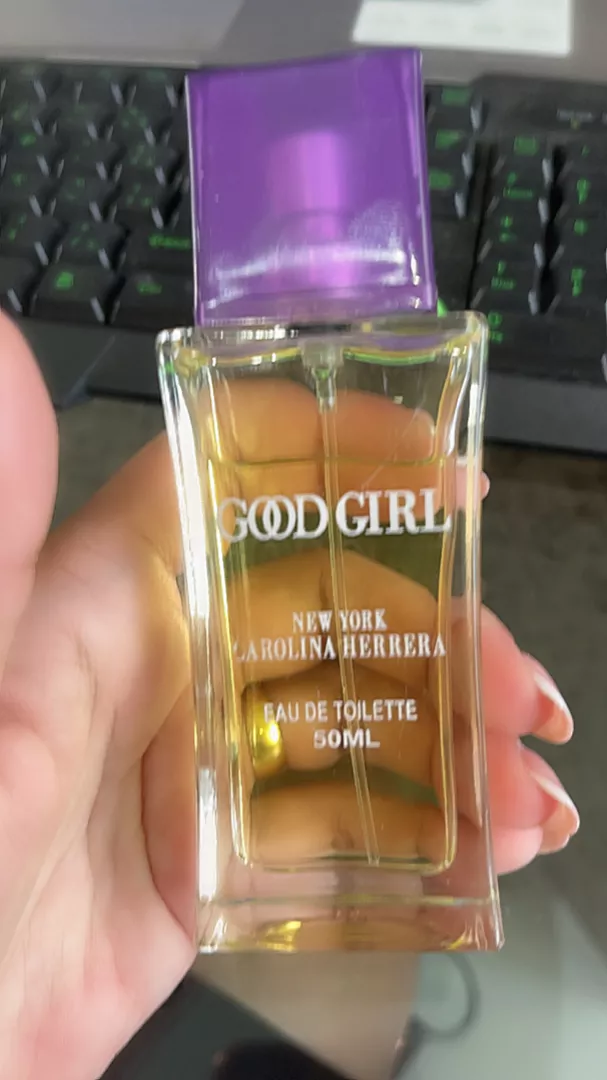 GOOD GIRL
NEW YORK
CAROLINA HERRERA
EAU DE TOILETTE
50ML